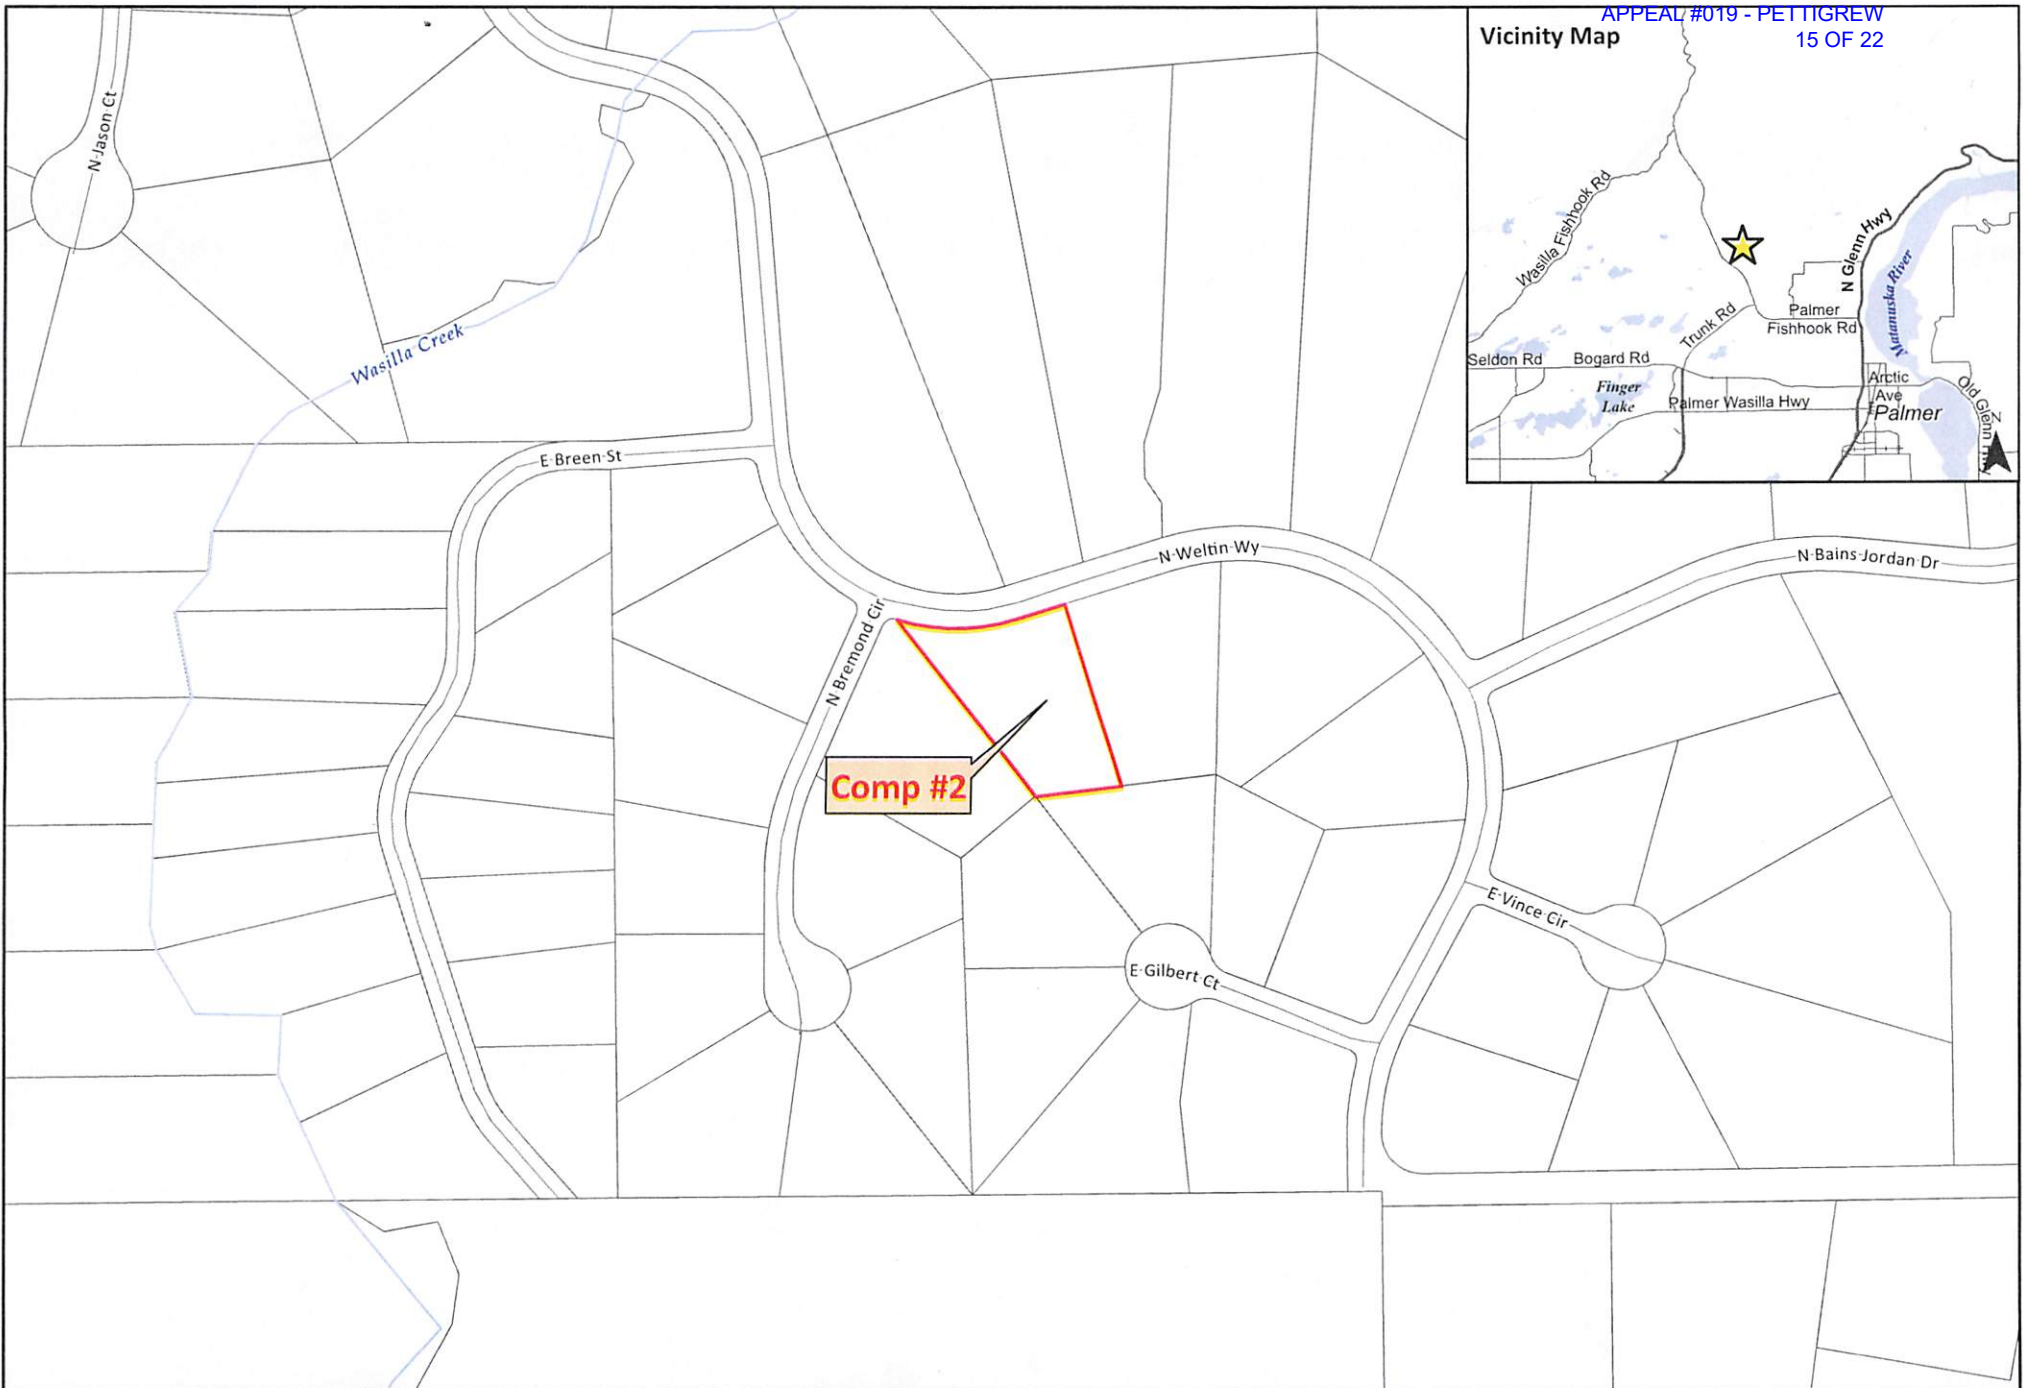 APPEAL #019 - PETTIGREW
15 OF 22
Vicinity Map
Wasilla Fishhook Rd
N Glenn Hwy
Matanuska River
Trunk Rd
Palmer
Fishhook Rd
Seldon Rd
Bogard Rd
Finger
Lake
Palmer Wasilla Hwy
Arctic
Ave
Palmer
Old Glenn Hwy
N
N Jason Ct
Wasilla Creek
E Breen St
N Weltin Wy
N Bains Jordan Dr
N Bremond Cir
Comp #2
E Vince Cir
E Gilbert Ct